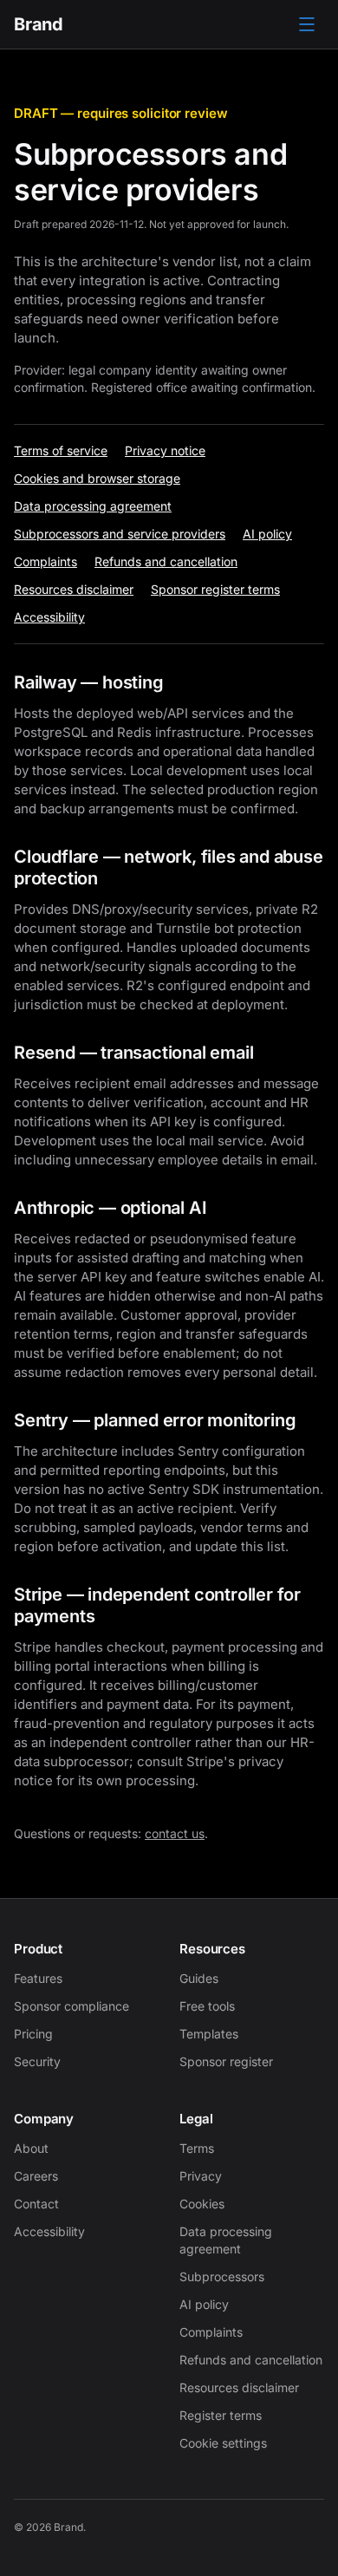 Brand
DRAFT — requires solicitor review
Subprocessors and
service providers
Draft prepared 2026-11-12. Not yet approved for launch.
This is the architecture's vendor list, not a claim
that every integration is active. Contracting
entities, processing regions and transfer
safeguards need owner verification before
launch.
Provider: legal company identity awaiting owner
confirmation. Registered office awaiting confirmation.
Terms of service Privacy notice
Cookies and browser storage
Data processing agreement
Subprocessors and service providers AI policy
Complaints Refunds and cancellation
Resources disclaimer Sponsor register terms
Accessibility
Railway — hosting
Hosts the deployed web/API services and the
PostgreSQL and Redis infrastructure. Processes
workspace records and operational data handled
by those services. Local development uses local
services instead. The selected production region
and backup arrangements must be confirmed.
Cloudflare — network, files and abuse
protection
Provides DNS/proxy/security services, private R2
document storage and Turnstile bot protection
when configured. Handles uploaded documents
and network/security signals according to the
enabled services. R2's configured endpoint and
jurisdiction must be checked at deployment.
Resend — transactional email
Receives recipient email addresses and message
contents to deliver verification, account and HR
notifications when its API key is configured.
Development uses the local mail service. Avoid
including unnecessary employee details in email.
Anthropic — optional AI
Receives redacted or pseudonymised feature
inputs for assisted drafting and matching when
the server API key and feature switches enable AI.
AI features are hidden otherwise and non-AI paths
remain available. Customer approval, provider
retention terms, region and transfer safeguards
must be verified before enablement; do not
assume redaction removes every personal detail.
Sentry — planned error monitoring
The architecture includes Sentry configuration
and permitted reporting endpoints, but this
version has no active Sentry SDK instrumentation.
Do not treat it as an active recipient. Verify
scrubbing, sampled payloads, vendor terms and
region before activation, and update this list.
Stripe — independent controller for
payments
Stripe handles checkout, payment processing and
billing portal interactions when billing is
configured. It receives billing/customer
identifiers and payment data. For its payment,
fraud-prevention and regulatory purposes it acts
as an independent controller rather than our HR-
data subprocessor; consult Stripe's privacy
notice for its own processing.
Questions or requests: contact us.
Product
Features
Sponsor compliance
Pricing
Security
Resources
Guides
Free tools
Templates
Sponsor register
Company
About
Careers
Contact
Accessibility
Legal
Terms
Privacy
Cookies
Data processing
agreement
Subprocessors
AI policy
Complaints
Refunds and cancellation
Resources disclaimer
Register terms
Cookie settings
© 2026 Brand.